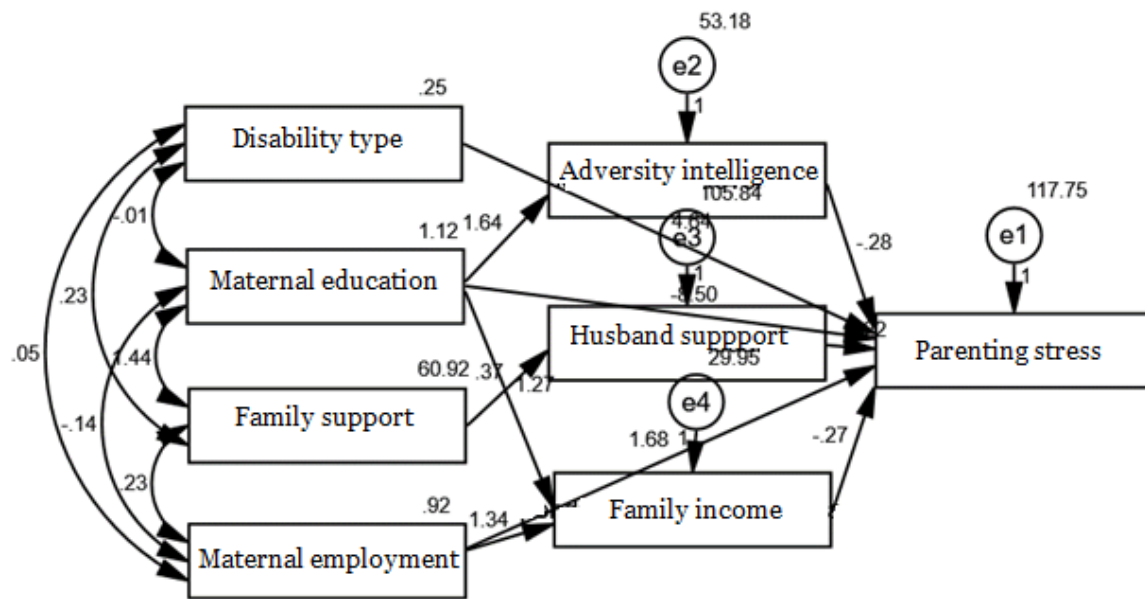 53.18
e2
1
.25
Disability type
Adversity intelligence
105.84
117.75
-.01
1.12
1.64
4.64
e3
e1
-.28
1
1
Maternal education
.23
-8.50
Husband suppport
Parenting stress
.05
1.44
60.92
.37
1.27
29.95
e4
Family support
-.14
1.68
1
-.27
.23
.92
1.34
Family income
Maternal employment